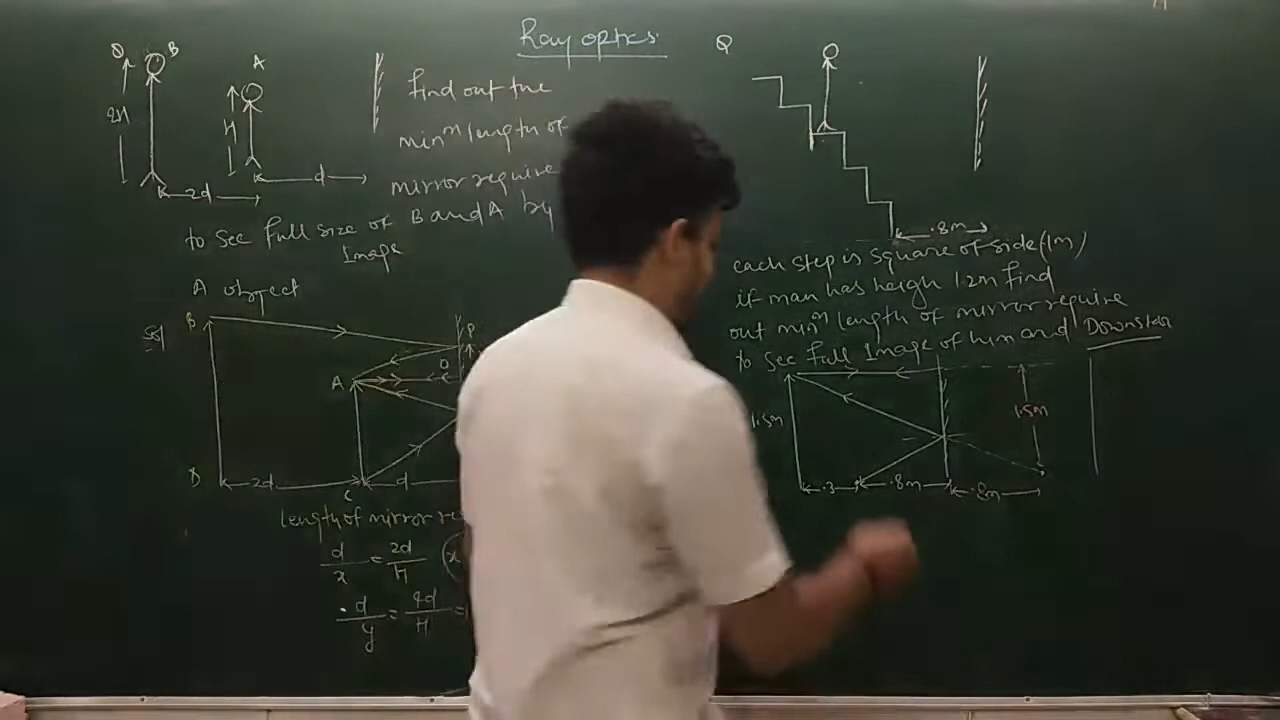 Ray optics
Q
B
A
2H
H
2d
d
find out the
minm length of
mirror require
to see full size of B and A by
Image
A object
Sol
B
P
O
A
D
2d
C
d
length of mirror re
d/x = 2d/H (x
d/y = 4d/H =
Q
.8m
each step is square of side (.1m)
if man has heigh 1.2m find
out minm length of mirror require
to see full Image of him and Downstair
1.5m
1.5m
.3
.8m
.8m